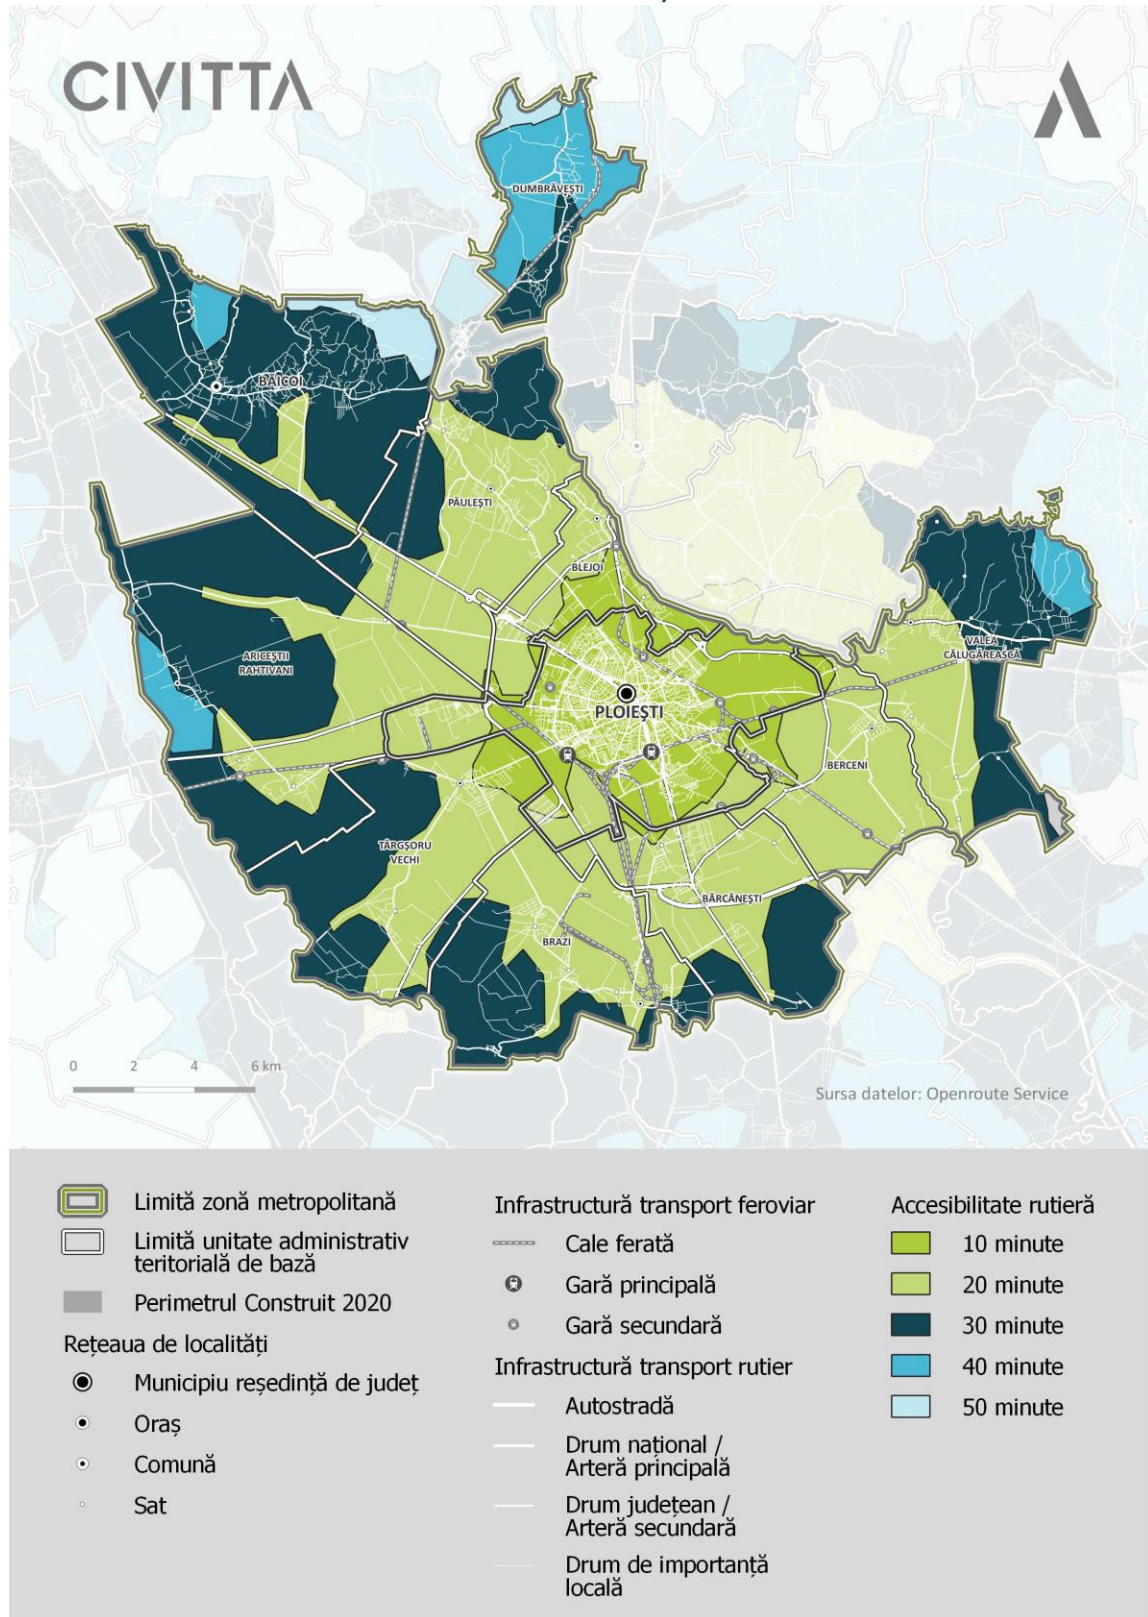 CIVITTA
DUMBRĂVEȘTI
BĂICOI
PĂULEȘTI
BLEJOI
ARICEȘTII
RAHTIVANI
VALEA
CĂLUGĂREASCĂ
PLOIEȘTI
BERCENI
TÂRGȘORU
VECHI
BĂRCĂNEȘTI
BRAZI
0 2 4 6 km
Sursa datelor: Openroute Service
Limită zonă metropolitană
Limită unitate administrativ
teritorială de bază
Perimetrul Construit 2020
Rețeaua de localități
Municipiu reședință de județ
Oraș
Comună
Sat
Infrastructură transport feroviar
Cale ferată
Gară principală
Gară secundară
Infrastructură transport rutier
Autostradă
Drum național /
Arteră principală
Drum județean /
Arteră secundară
Drum de importanță
locală
Accesibilitate rutieră
10 minute
20 minute
30 minute
40 minute
50 minute